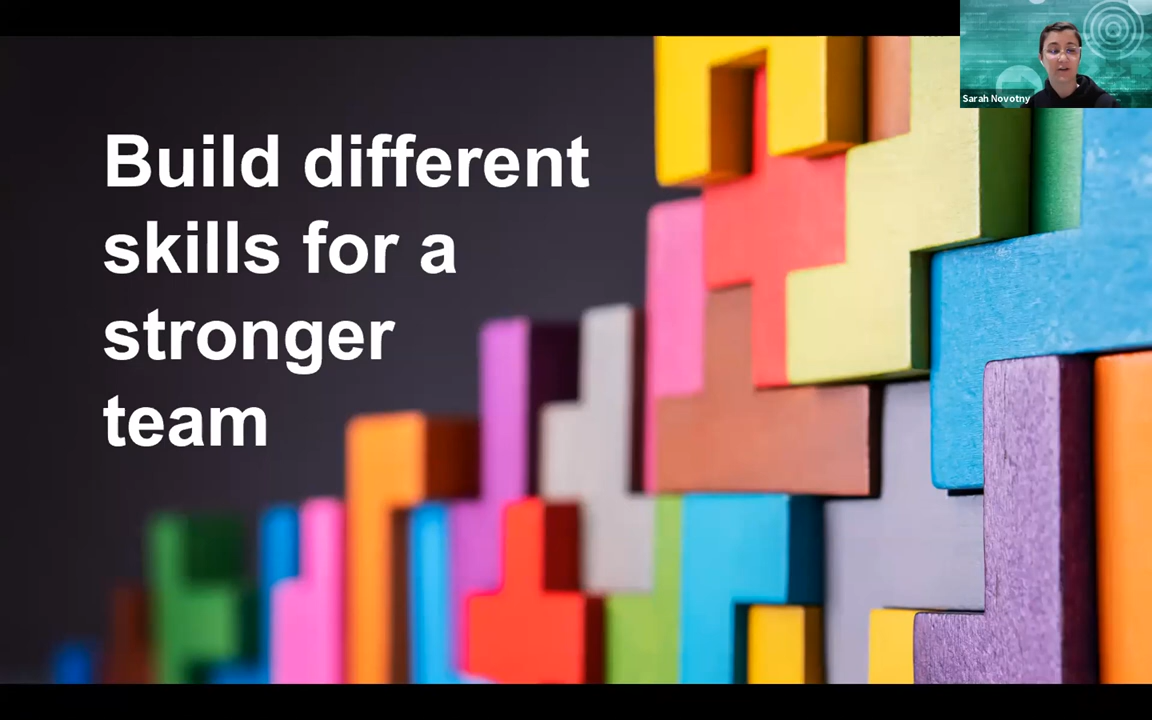 Build different
skills for a
stronger
team
Sarah Novotny